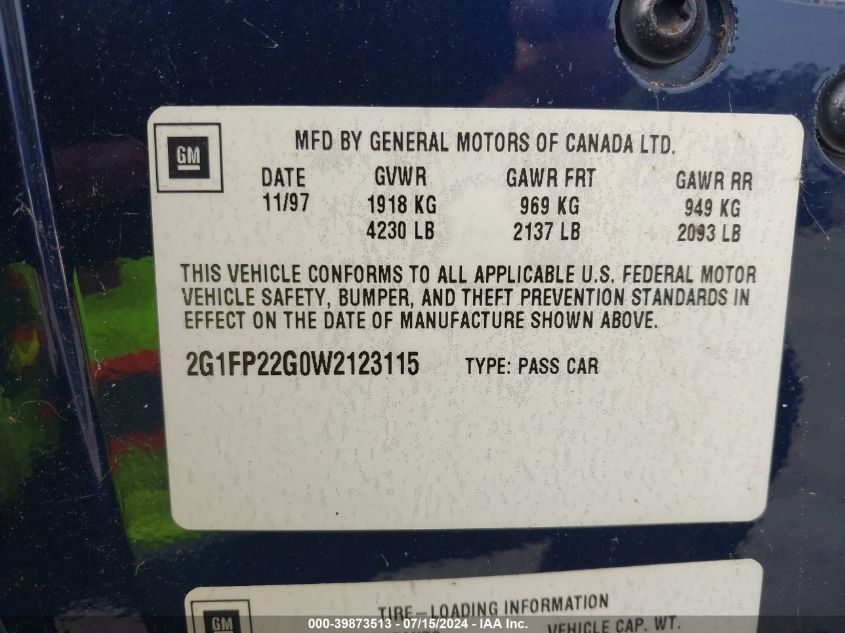 GM
MFD BY GENERAL MOTORS OF CANADA LTD.
DATE GVWR GAWR FRT GAWR RR
11/97 1918 KG 969 KG 949 KG
4230 LB 2137 LB 2093 LB
THIS VEHICLE CONFORMS TO ALL APPLICABLE U.S. FEDERAL MOTOR
VEHICLE SAFETY, BUMPER, AND THEFT PREVENTION STANDARDS IN
EFFECT ON THE DATE OF MANUFACTURE SHOWN ABOVE.
2G1FP22G0W2123115 TYPE: PASS CAR
GM
TIRE-LOADING INFORMATION
VEHICLE CAP. WT.
000-39873513 - 07/15/2024 - IAA Inc.